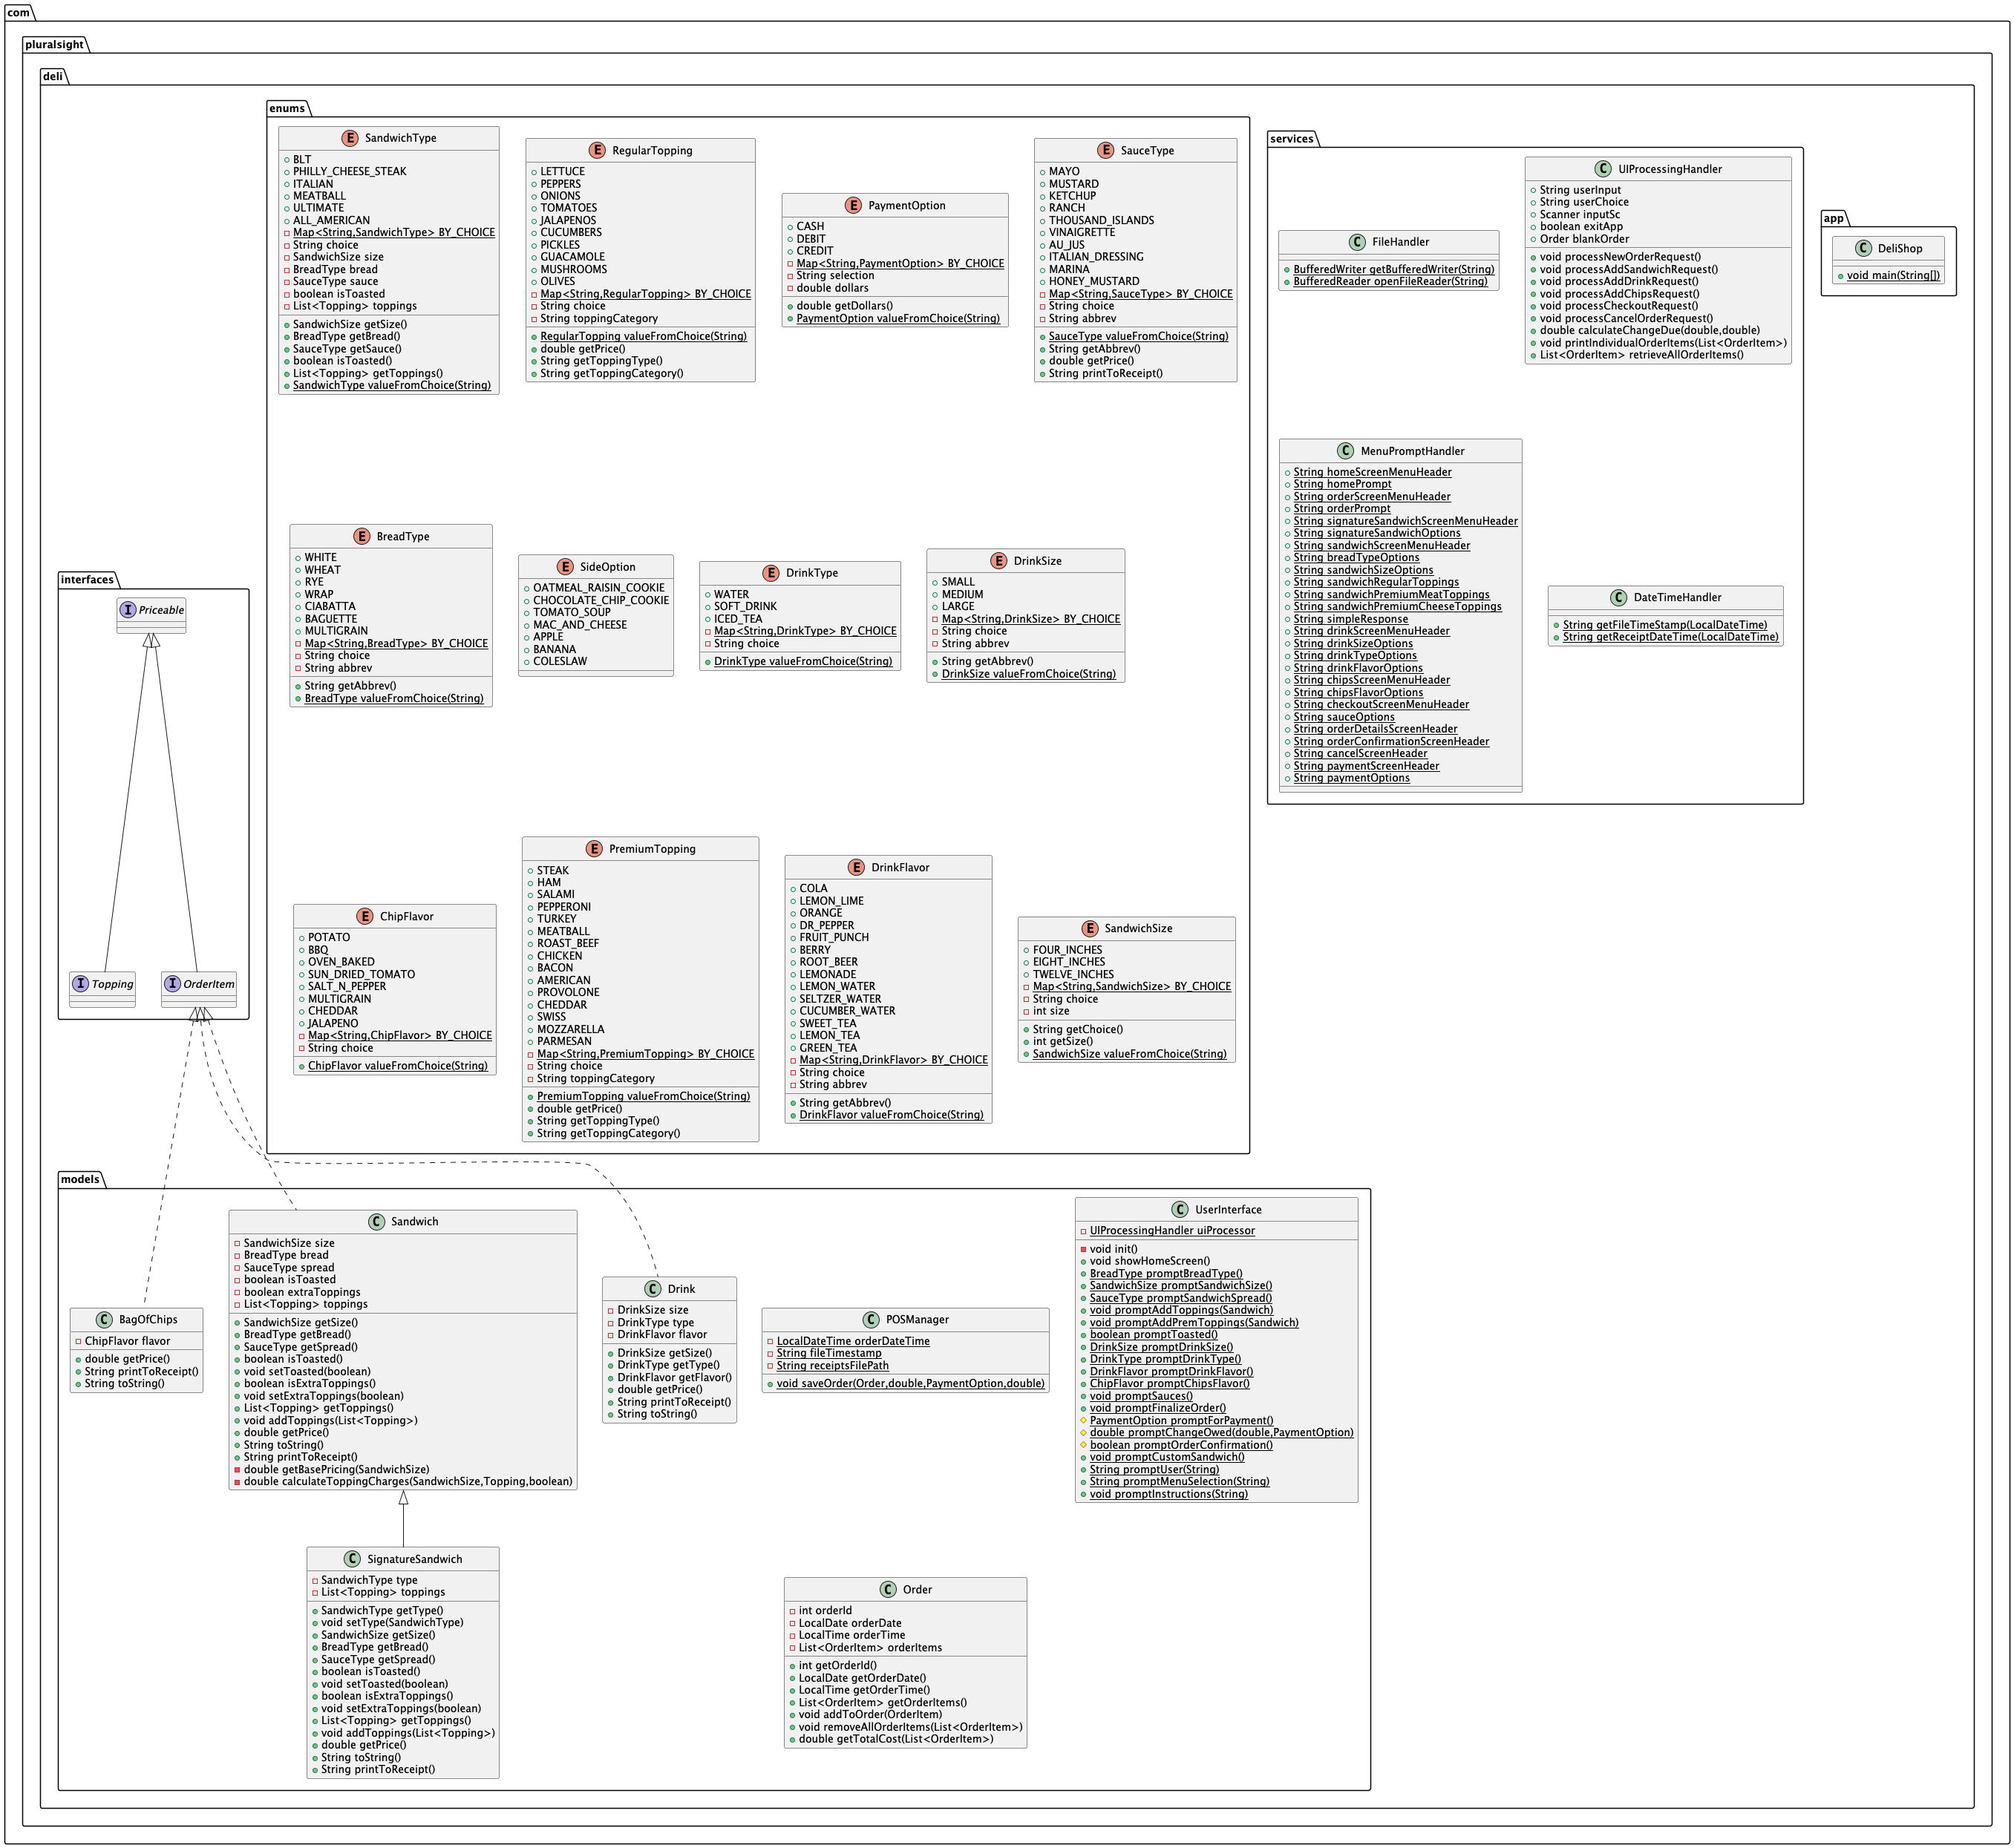 com
pluralsight
deli
enums
SandwichType
BLT
PHILLY_CHEESE_STEAK
ITALIAN
MEATBALL
ULTIMATE
ALL_AMERICAN
Map<String,SandwichType> BY_CHOICE
String choice
SandwichSize size
BreadType bread
SauceType sauce
boolean isToasted
List<Topping> toppings
SandwichSize getSize()
BreadType getBread()
SauceType getSauce()
boolean isToasted()
List<Topping> getToppings()
SandwichType valueFromChoice(String)
RegularTopping
LETTUCE
PEPPERS
ONIONS
TOMATOES
JALAPENOS
CUCUMBERS
PICKLES
GUACAMOLE
MUSHROOMS
OLIVES
Map<String,RegularTopping> BY_CHOICE
String choice
String toppingCategory
RegularTopping valueFromChoice(String)
double getPrice()
String getToppingType()
String getToppingCategory()
PaymentOption
CASH
DEBIT
CREDIT
Map<String,PaymentOption> BY_CHOICE
String selection
double dollars
double getDollars()
PaymentOption valueFromChoice(String)
SauceType
MAYO
MUSTARD
KETCHUP
RANCH
THOUSAND_ISLANDS
VINAIGRETTE
AU_JUS
ITALIAN_DRESSING
MARINA
HONEY_MUSTARD
Map<String,SauceType> BY_CHOICE
String choice
String abbrev
SauceType valueFromChoice(String)
String getAbbrev()
double getPrice()
String printToReceipt()
BreadType
WHITE
WHEAT
RYE
WRAP
CIABATTA
BAGUETTE
MULTIGRAIN
Map<String,BreadType> BY_CHOICE
String choice
String abbrev
String getAbbrev()
BreadType valueFromChoice(String)
SideOption
OATMEAL_RAISIN_COOKIE
CHOCOLATE_CHIP_COOKIE
TOMATO_SOUP
MAC_AND_CHEESE
APPLE
BANANA
COLESLAW
DrinkType
WATER
SOFT_DRINK
ICED_TEA
Map<String,DrinkType> BY_CHOICE
String choice
DrinkType valueFromChoice(String)
DrinkSize
SMALL
MEDIUM
LARGE
Map<String,DrinkSize> BY_CHOICE
String choice
String abbrev
String getAbbrev()
DrinkSize valueFromChoice(String)
ChipFlavor
POTATO
BBQ
OVEN_BAKED
SUN_DRIED_TOMATO
SALT_N_PEPPER
MULTIGRAIN
CHEDDAR
JALAPENO
Map<String,ChipFlavor> BY_CHOICE
String choice
ChipFlavor valueFromChoice(String)
PremiumTopping
STEAK
HAM
SALAMI
PEPPERONI
TURKEY
MEATBALL
ROAST_BEEF
CHICKEN
BACON
AMERICAN
PROVOLONE
CHEDDAR
SWISS
MOZZARELLA
PARMESAN
Map<String,PremiumTopping> BY_CHOICE
String choice
String toppingCategory
PremiumTopping valueFromChoice(String)
double getPrice()
String getToppingType()
String getToppingCategory()
DrinkFlavor
COLA
LEMON_LIME
ORANGE
DR_PEPPER
FRUIT_PUNCH
BERRY
ROOT_BEER
LEMONADE
LEMON_WATER
SELTZER_WATER
CUCUMBER_WATER
SWEET_TEA
LEMON_TEA
GREEN_TEA
Map<String,DrinkFlavor> BY_CHOICE
String choice
String abbrev
String getAbbrev()
DrinkFlavor valueFromChoice(String)
SandwichSize
FOUR_INCHES
EIGHT_INCHES
TWELVE_INCHES
Map<String,SandwichSize> BY_CHOICE
String choice
int size
String getChoice()
int getSize()
SandwichSize valueFromChoice(String)
services
FileHandler
BufferedWriter getBufferedWriter(String)
BufferedReader openFileReader(String)
UIProcessingHandler
String userInput
String userChoice
Scanner inputSc
boolean exitApp
Order blankOrder
void processNewOrderRequest()
void processAddSandwichRequest()
void processAddDrinkRequest()
void processAddChipsRequest()
void processCheckoutRequest()
void processCancelOrderRequest()
double calculateChangeDue(double,double)
void printIndividualOrderItems(List<OrderItem>)
List<OrderItem> retrieveAllOrderItems()
MenuPromptHandler
String homeScreenMenuHeader
String homePrompt
String orderScreenMenuHeader
String orderPrompt
String signatureSandwichScreenMenuHeader
String signatureSandwichOptions
String sandwichScreenMenuHeader
String breadTypeOptions
String sandwichSizeOptions
String sandwichRegularToppings
String sandwichPremiumMeatToppings
String sandwichPremiumCheeseToppings
String simpleResponse
String drinkScreenMenuHeader
String drinkSizeOptions
String drinkTypeOptions
String drinkFlavorOptions
String chipsScreenMenuHeader
String chipsFlavorOptions
String checkoutScreenMenuHeader
String sauceOptions
String orderDetailsScreenHeader
String orderConfirmationScreenHeader
String cancelScreenHeader
String paymentScreenHeader
String paymentOptions
DateTimeHandler
String getFileTimeStamp(LocalDateTime)
String getReceiptDateTime(LocalDateTime)
app
DeliShop
void main(String[])
interfaces
Priceable
Topping
OrderItem
models
BagOfChips
ChipFlavor flavor
double getPrice()
String printToReceipt()
String toString()
Sandwich
SandwichSize size
BreadType bread
SauceType spread
boolean isToasted
boolean extraToppings
List<Topping> toppings
SandwichSize getSize()
BreadType getBread()
SauceType getSpread()
boolean isToasted()
void setToasted(boolean)
boolean isExtraToppings()
void setExtraToppings(boolean)
List<Topping> getToppings()
void addToppings(List<Topping>)
double getPrice()
String toString()
String printToReceipt()
double getBasePricing(SandwichSize)
double calculateToppingCharges(SandwichSize,Topping,boolean)
Drink
DrinkSize size
DrinkType type
DrinkFlavor flavor
DrinkSize getSize()
DrinkType getType()
DrinkFlavor getFlavor()
double getPrice()
String printToReceipt()
String toString()
POSManager
LocalDateTime orderDateTime
String fileTimestamp
String receiptsFilePath
void saveOrder(Order,double,PaymentOption,double)
UserInterface
UIProcessingHandler uiProcessor
void init()
void showHomeScreen()
BreadType promptBreadType()
SandwichSize promptSandwichSize()
SauceType promptSandwichSpread()
void promptAddToppings(Sandwich)
void promptAddPremToppings(Sandwich)
boolean promptToasted()
DrinkSize promptDrinkSize()
DrinkType promptDrinkType()
DrinkFlavor promptDrinkFlavor()
ChipFlavor promptChipsFlavor()
void promptSauces()
void promptFinalizeOrder()
PaymentOption promptForPayment()
double promptChangeOwed(double,PaymentOption)
boolean promptOrderConfirmation()
void promptCustomSandwich()
String promptUser(String)
String promptMenuSelection(String)
void promptInstructions(String)
SignatureSandwich
SandwichType type
List<Topping> toppings
SandwichType getType()
void setType(SandwichType)
SandwichSize getSize()
BreadType getBread()
SauceType getSpread()
boolean isToasted()
void setToasted(boolean)
boolean isExtraToppings()
void setExtraToppings(boolean)
List<Topping> getToppings()
void addToppings(List<Topping>)
double getPrice()
String toString()
String printToReceipt()
Order
int orderId
LocalDate orderDate
LocalTime orderTime
List<OrderItem> orderItems
int getOrderId()
LocalDate getOrderDate()
LocalTime getOrderTime()
List<OrderItem> getOrderItems()
void addToOrder(OrderItem)
void removeAllOrderItems(List<OrderItem>)
double getTotalCost(List<OrderItem>)